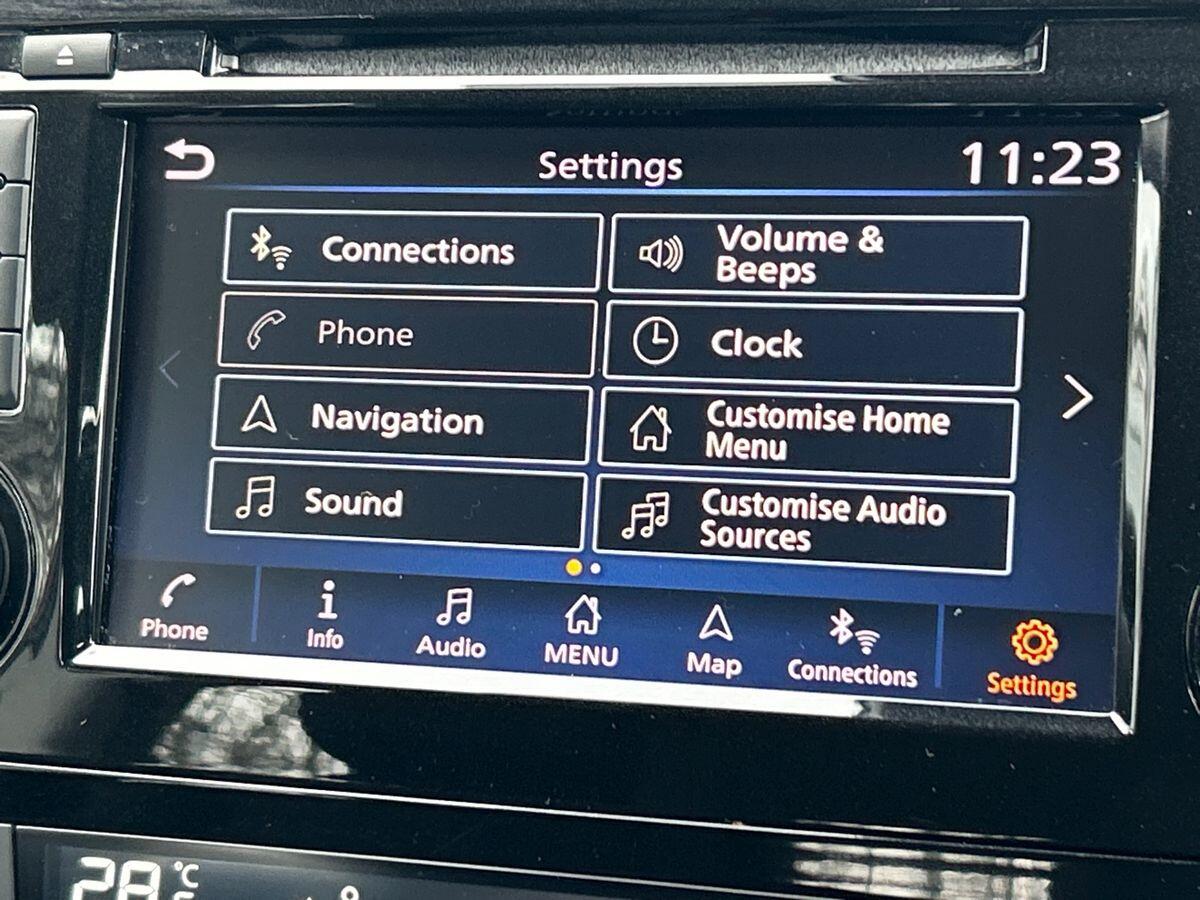 Settings
11:23
Connections
Volume &
Beeps
Phone
Clock
Navigation
Customise Home
Menu
Sound
Customise Audio
Sources
Phone
Info
Audio
MENU
Map
Connections
Settings
28 °C